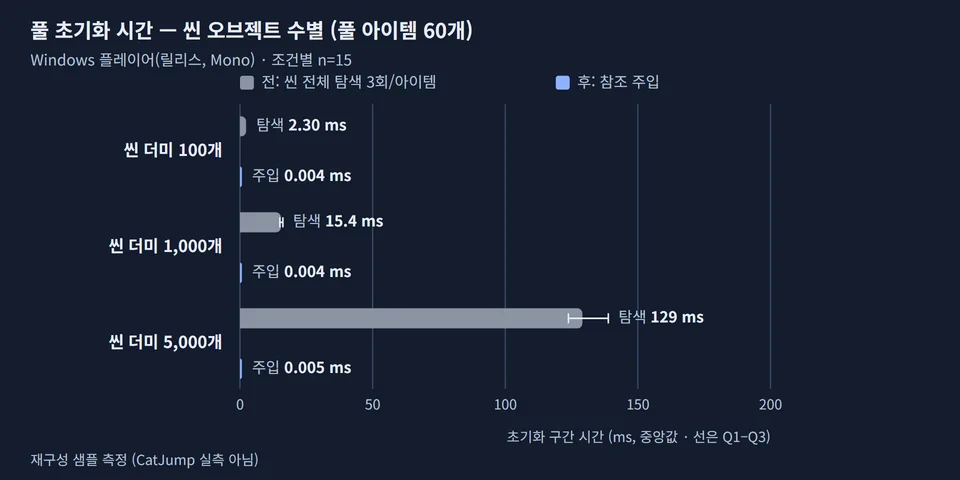 풀 초기화 시간 — 씬 오브젝트 수별 (풀 아이템 60개)
Windows 플레이어(릴리스, Mono) · 조건별 n=15
전: 씬 전체 탐색 3회/아이템
후: 참조 주입
탐색 2.30 ms
씬 더미 100개
주입 0.004 ms
탐색 15.4 ms
씬 더미 1,000개
주입 0.004 ms
탐색 129 ms
씬 더미 5,000개
주입 0.005 ms
0 50 100 150 200
초기화 구간 시간 (ms, 중앙값 · 선은 Q1–Q3)
재구성 샘플 측정 (CatJump 실측 아님)